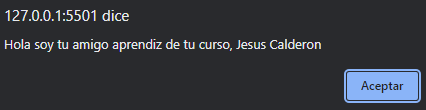 127.0.0.1:5501 dice
Hola soy tu amigo aprendiz de tu curso, Jesus Calderon
Aceptar